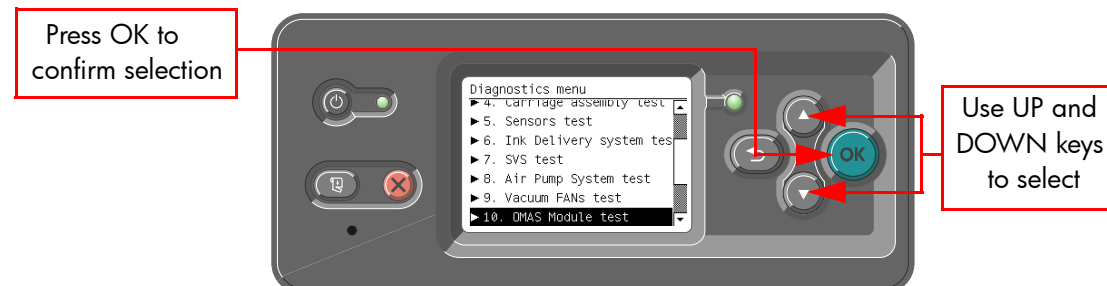 Press OK to
confirm selection
Diagnostics menu
▶ 4. Carriage assembly test
▶ 5. Sensors test
▶ 6. Ink Delivery system tes
▶ 7. SVS test
▶ 8. Air Pump System test
▶ 9. Vacuum FANs test
▶ 10. OMAS Module test
OK
Use UP and
DOWN keys
to select